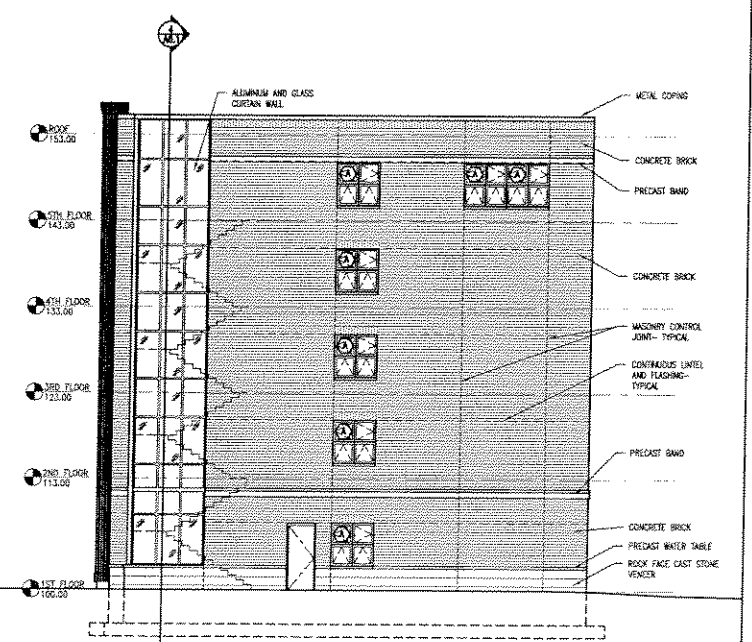 ALUMINUM AND GLASS
CURTAIN WALL
METAL COPING
ROOF
153.00
CONCRETE BRICK
A
A
A
PRECAST BAND
5TH FLOOR
143.00
A
CONCRETE BRICK
4TH FLOOR
133.00
MASONRY CONTROL
JOINT- TYPICAL
A
CONTINUOUS LINTEL
AND FLASHING-
TYPICAL
3RD FLOOR
123.00
A
PRECAST BAND
2ND FLOOR
113.00
A
CONCRETE BRICK
PRECAST WATER TABLE
ROCK FACE CAST STONE
VENEER
1ST FLOOR
100.00